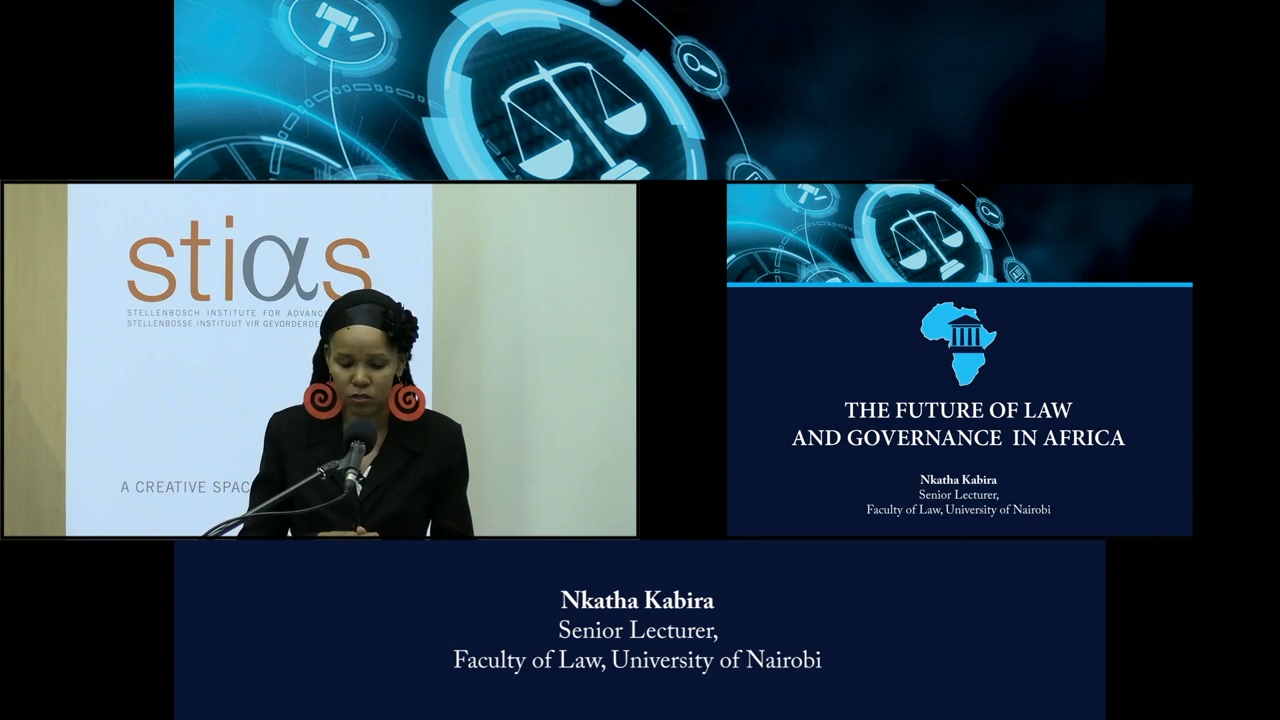 stiαs
STELLENBOSCH INSTITUTE FOR ADVANC
STELLENBOSSE INSTITUUT VIR GEVORDERDE
A CREATIVE SPAC
THE FUTURE OF LAW
AND GOVERNANCE IN AFRICA
Nkatha Kabira
Senior Lecturer,
Faculty of Law, University of Nairobi
Nkatha Kabira
Senior Lecturer,
Faculty of Law, University of Nairobi